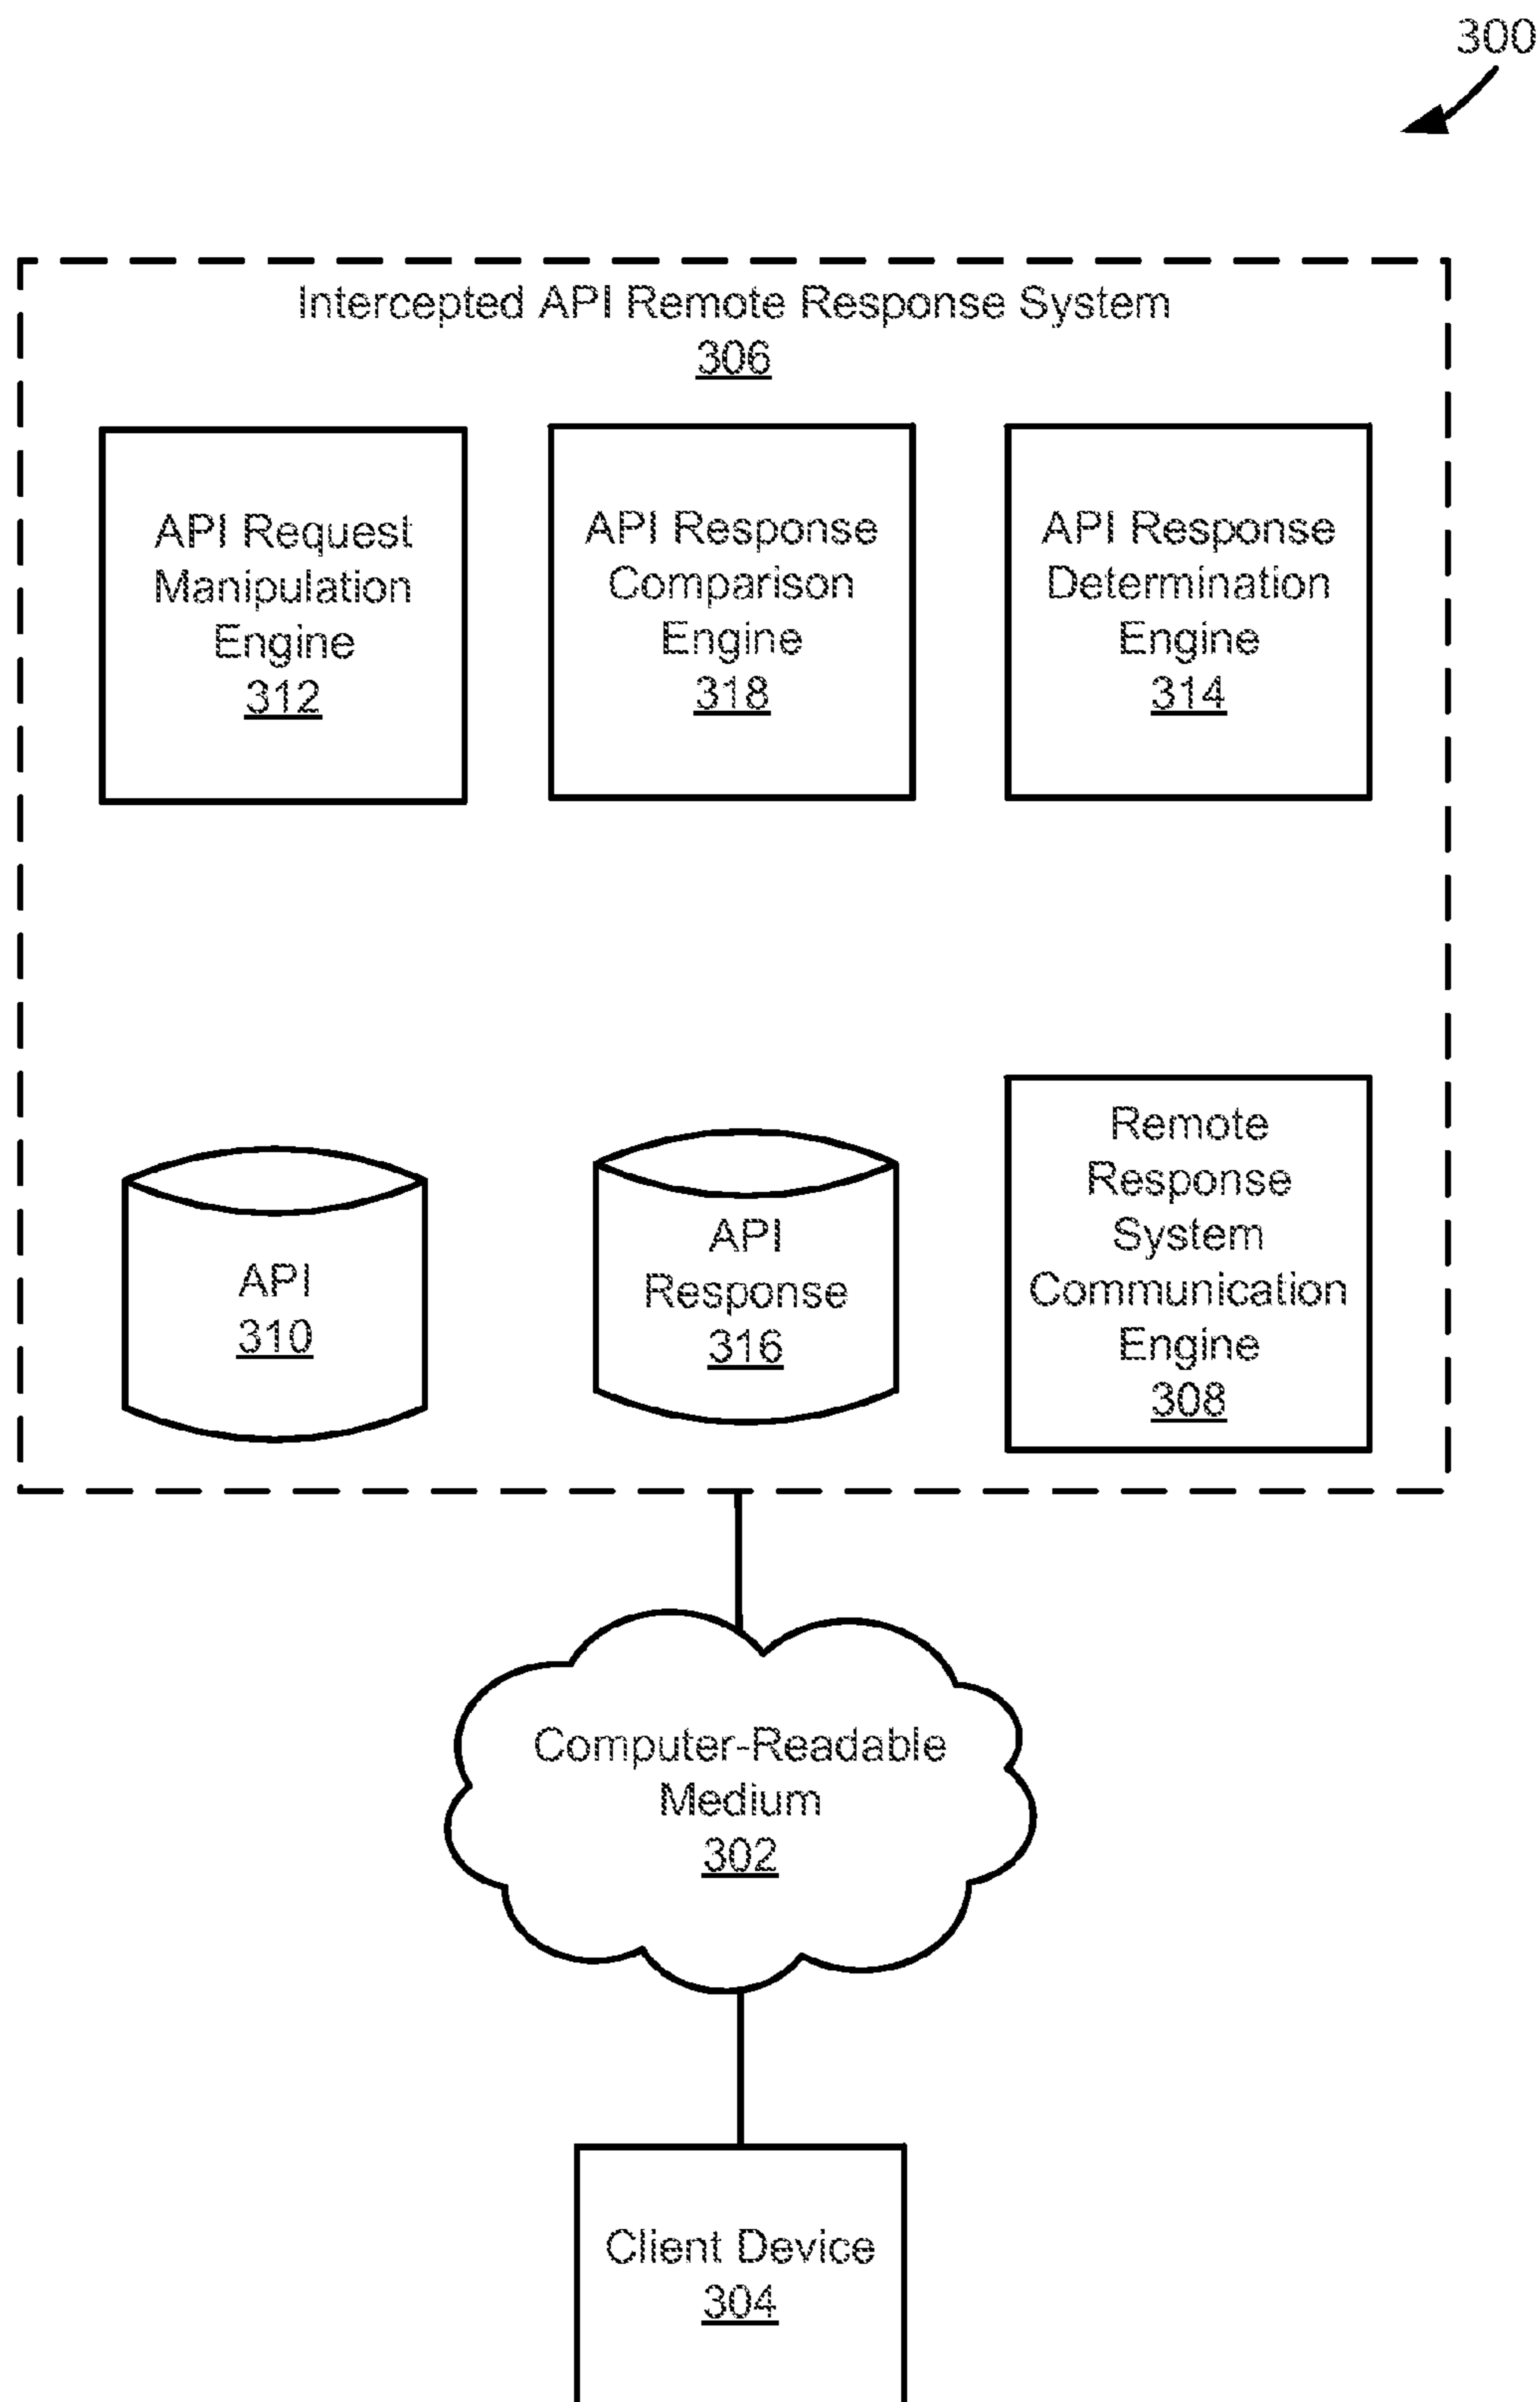 300
Intercepted API Remote Response System
306
API Request
Manipulation
Engine
312
API Response
Comparison
Engine
318
API Response
Determination
Engine
314
API
310
API
Response
316
Remote
Response
System
Communication
Engine
308
Computer-Readable
Medium
302
Client Device
304